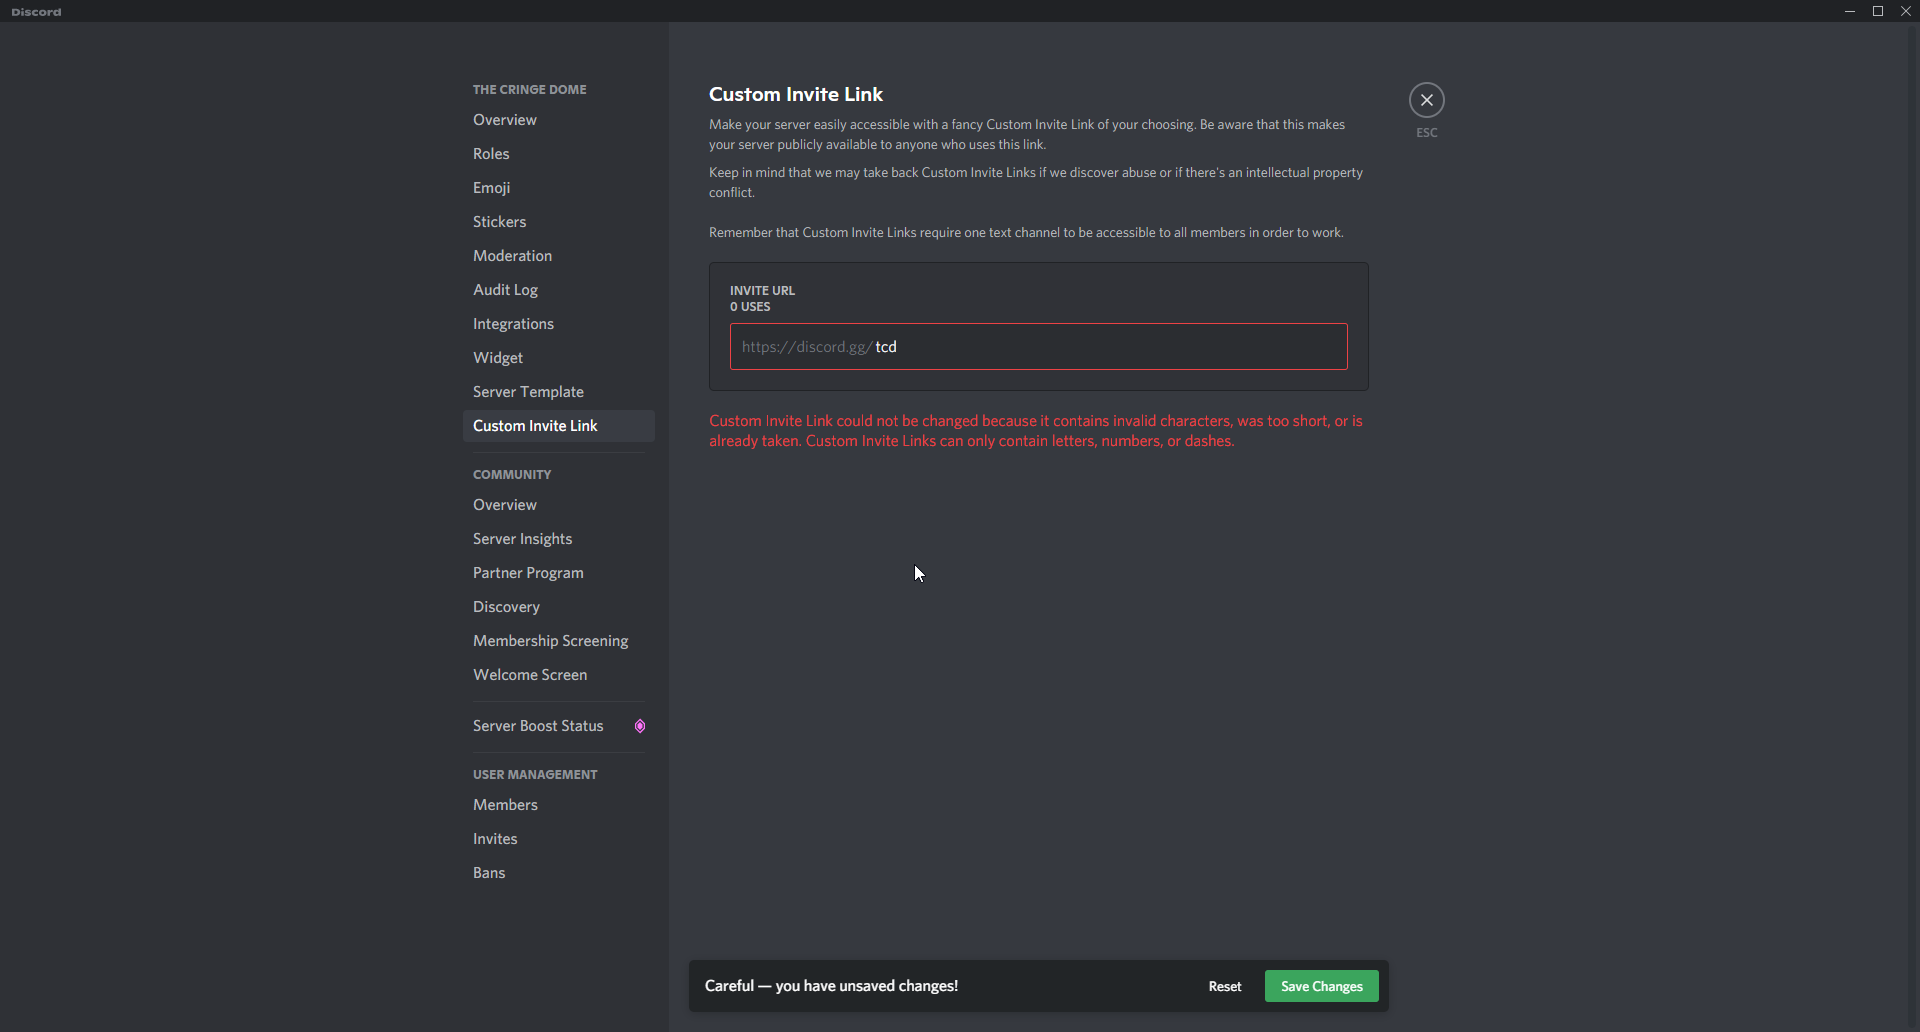 Discord
THE CRINGE DOME
Overview
Roles
Emoji
Stickers
Moderation
Audit Log
Integrations
Widget
Server Template
Custom Invite Link
COMMUNITY
Overview
Server Insights
Partner Program
Discovery
Membership Screening
Welcome Screen
Server Boost Status
USER MANAGEMENT
Members
Invites
Bans
Custom Invite Link
Make your server easily accessible with a fancy Custom Invite Link of your choosing. Be aware that this makes
your server publicly available to anyone who uses this link.
Keep in mind that we may take back Custom Invite Links if we discover abuse or if there's an intellectual property
conflict.
Remember that Custom Invite Links require one text channel to be accessible to all members in order to work.
INVITE URL
0 USES
https://discord.gg/tcd
Custom Invite Link could not be changed because it contains invalid characters, was too short, or is
already taken. Custom Invite Links can only contain letters, numbers, or dashes.
ESC
Careful — you have unsaved changes!
Reset
Save Changes